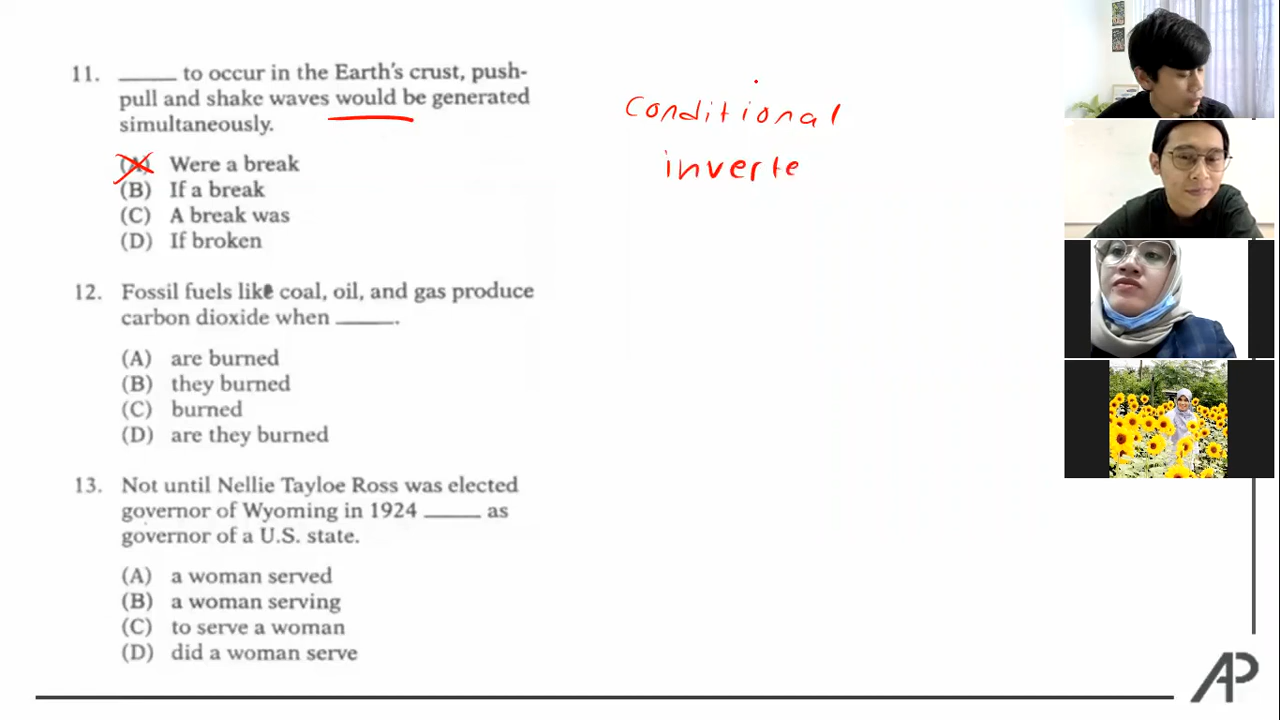 11. _____ to occur in the Earth's crust, push-
pull and shake waves would be generated
simultaneously.
(A) Were a break
(B) If a break
(C) A break was
(D) If broken
12. Fossil fuels like coal, oil, and gas produce
carbon dioxide when _____.
(A) are burned
(B) they burned
(C) burned
(D) are they burned
13. Not until Nellie Tayloe Ross was elected
governor of Wyoming in 1924 _____ as
governor of a U.S. state.
(A) a woman served
(B) a woman serving
(C) to serve a woman
(D) did a woman serve
conditional
inverte
AP